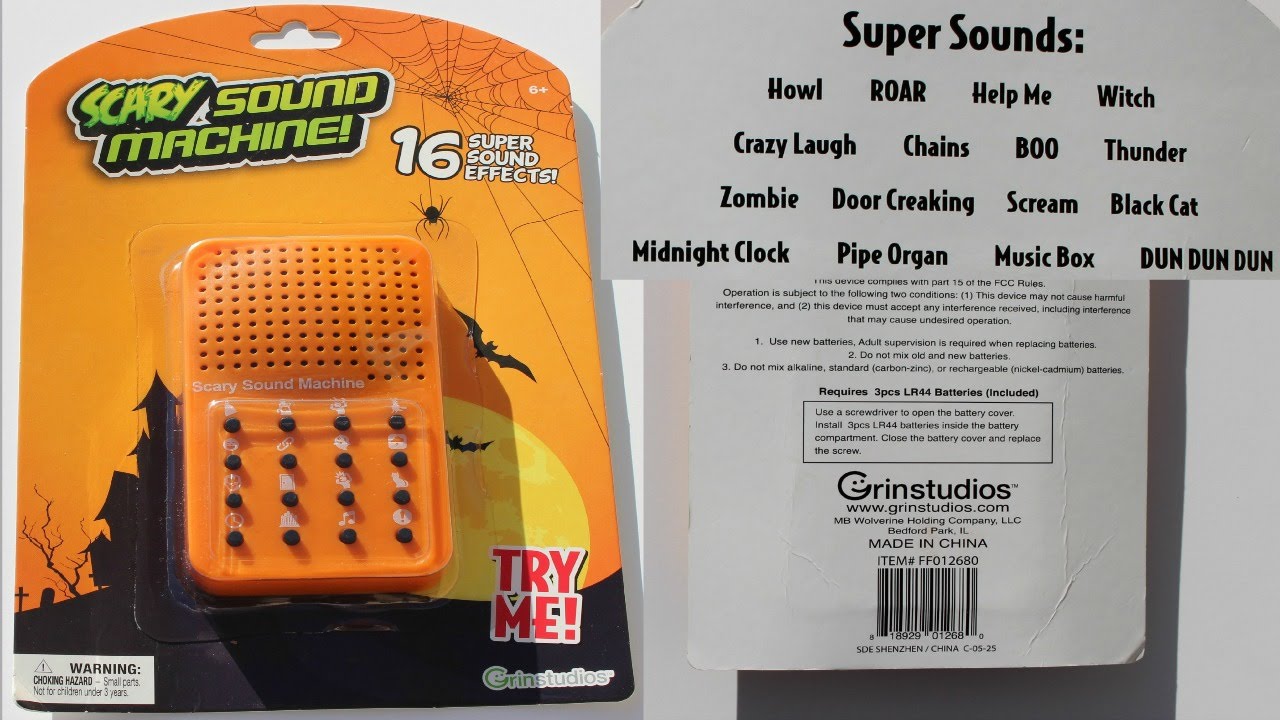 SCARY SOUND
MACHINE!
6+
16 SUPER
SOUND
EFFECTS!
Scary Sound Machine
TRY
ME!
WARNING:
CHOKING HAZARD – Small parts.
Not for children under 3 years.
Grinstudios™
Super Sounds:
Howl ROAR Help Me Witch
Crazy Laugh Chains BOO Thunder
Zombie Door Creaking Scream Black Cat
Midnight Clock Pipe Organ Music Box DUN DUN DUN
This device complies with part 15 of the FCC Rules.
Operation is subject to the following two conditions: (1) This device may not cause harmful
interference, and (2) this device must accept any interference received, including interference
that may cause undesired operation.
1. Use new batteries, Adult supervision is required when replacing batteries.
2. Do not mix old and new batteries.
3. Do not mix alkaline, standard (carbon-zinc), or rechargeable (nickel-cadmium) batteries.
Requires 3pcs LR44 Batteries (Included)
Use a screwdriver to open the battery cover.
Install 3pcs LR44 batteries inside the battery
compartment. Close the battery cover and replace
the screw.
Grinstudios™
www.grinstudios.com
MB Wolverine Holding Company, LLC
Bedford Park, IL
MADE IN CHINA
ITEM# FF012680
8 18929 01268 0
SDE SHENZHEN / CHINA C-05-25